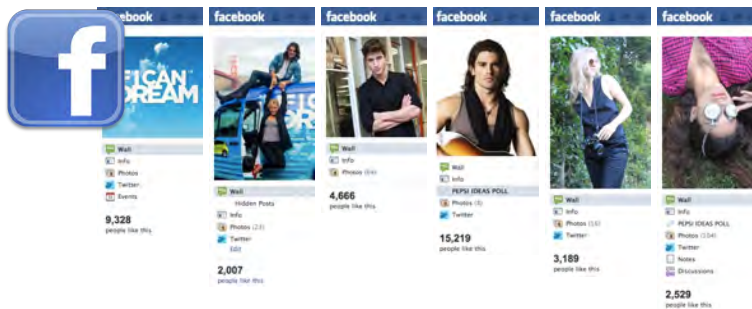 facebook
IF I CAN
DREAM
Wall
Info
Photos
Twitter
Events
9,328
people like this
facebook
Wall
Hidden Posts
Info
Photos (23)
Twitter
Edit
2,007
people like this
facebook
Wall
Info
Photos (64)
4,666
people like this
facebook
Wall
Info
PEPSI IDEAS POLL
Photos (8)
Twitter
15,219
people like this
facebook
Wall
Info
Photos (16)
Twitter
3,189
people like this
facebook
Wall
Info
PEPSI IDEAS POLL
Photos (104)
Twitter
Notes
Discussions
2,529
people like this